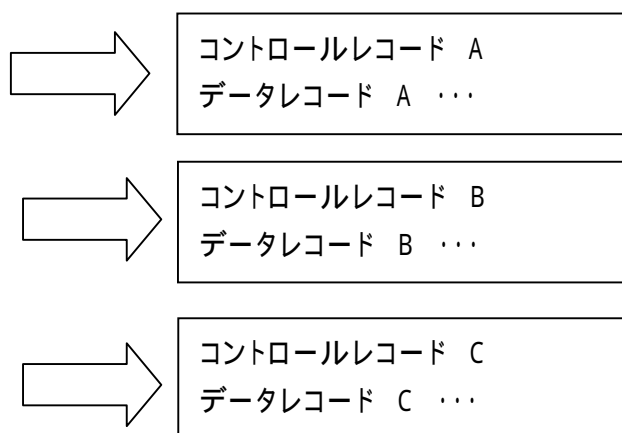 コントロールレコード A
データレコード A ···
コントロールレコード B
データレコード B ···
コントロールレコード C
データレコード C ···